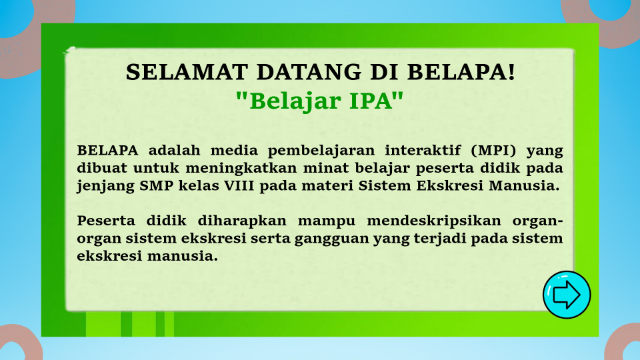 SELAMAT DATANG DI BELAPA!
"Belajar IPA"
BELAPA adalah media pembelajaran interaktif (MPI) yang
dibuat untuk meningkatkan minat belajar peserta didik pada
jenjang SMP kelas VIII pada materi Sistem Ekskresi Manusia.
Peserta didik diharapkan mampu mendeskripsikan organ-
organ sistem ekskresi serta gangguan yang terjadi pada sistem
ekskresi manusia.